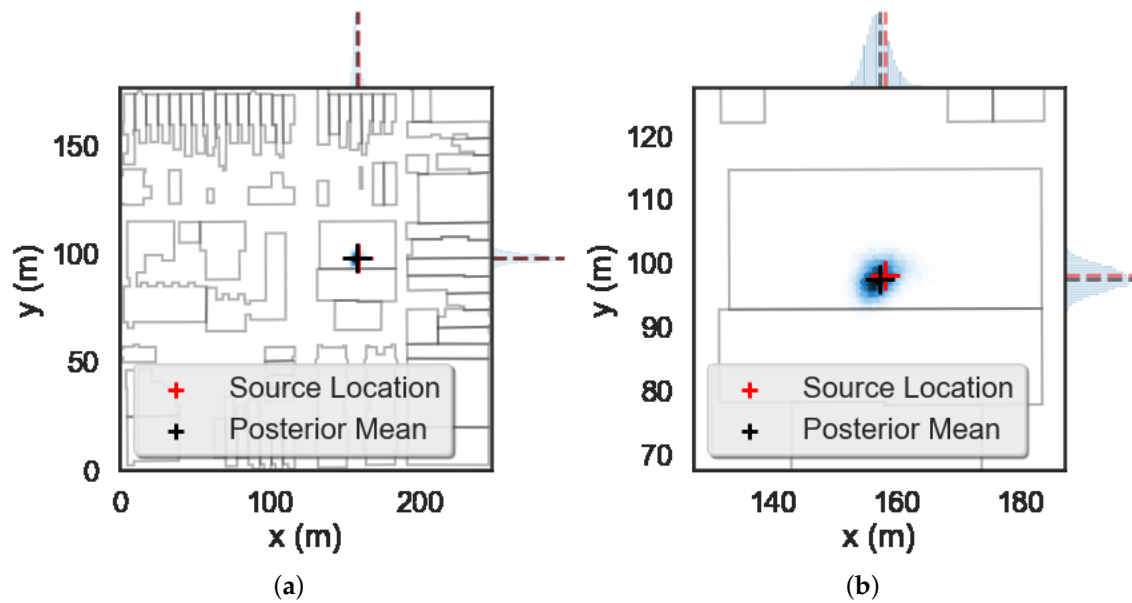 150
100
50
0
y (m)
Source Location
Posterior Mean
0 100 200
x (m)
(a)
120
110
100
90
80
70
y (m)
Source Location
Posterior Mean
140 160 180
x (m)
(b)